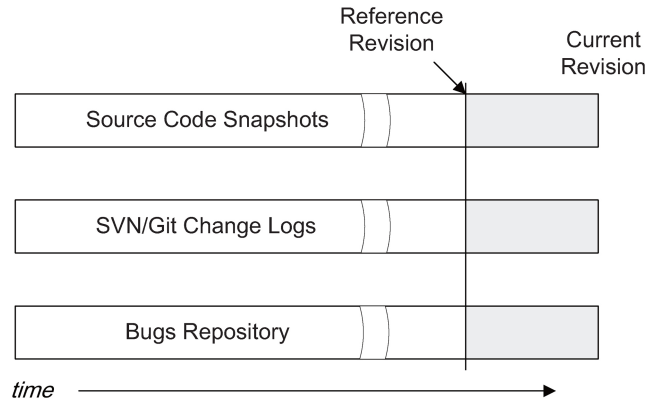 Reference
Revision
Current
Revision
Source Code Snapshots
SVN/Git Change Logs
Bugs Repository
time